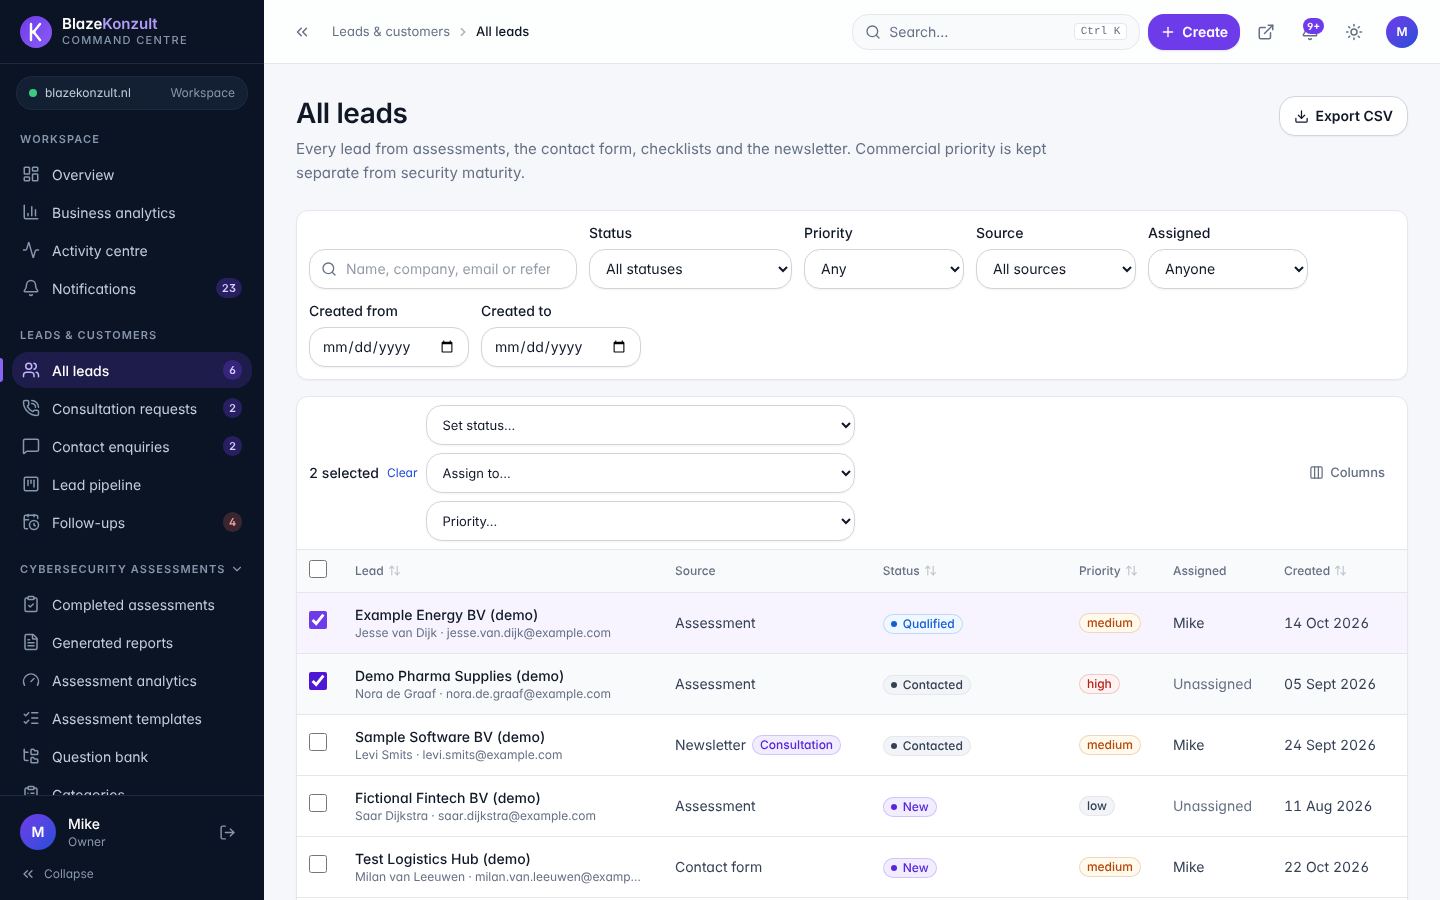 BlazeKonzult
COMMAND CENTRE
blazekonzult.nl Workspace
WORKSPACE
Overview
Business analytics
Activity centre
Notifications 23
LEADS & CUSTOMERS
All leads 6
Consultation requests 2
Contact enquiries 2
Lead pipeline
Follow-ups 4
CYBERSECURITY ASSESSMENTS
Completed assessments
Generated reports
Assessment analytics
Assessment templates
Question bank
Categories
M Mike
Owner
Collapse
Leads & customers All leads
Search... Ctrl K
Create
9+
M
All leads
Export CSV
Every lead from assessments, the contact form, checklists and the newsletter. Commercial priority is kept
separate from security maturity.
Status Priority Source Assigned
Name, company, email or refer All statuses Any All sources Anyone
Created from Created to
mm/dd/yyyy mm/dd/yyyy
Set status...
2 selected Clear Assign to... Columns
Priority...
Lead Source Status Priority Assigned Created
Example Energy BV (demo)
Jesse van Dijk · jesse.van.dijk@example.com
Assessment Qualified medium Mike 14 Oct 2026
Demo Pharma Supplies (demo)
Nora de Graaf · nora.de.graaf@example.com
Assessment Contacted high Unassigned 05 Sept 2026
Sample Software BV (demo)
Levi Smits · levi.smits@example.com
Newsletter Consultation Contacted medium Mike 24 Sept 2026
Fictional Fintech BV (demo)
Saar Dijkstra · saar.dijkstra@example.com
Assessment New low Unassigned 11 Aug 2026
Test Logistics Hub (demo)
Milan van Leeuwen · milan.van.leeuwen@examp...
Contact form New medium Mike 22 Oct 2026